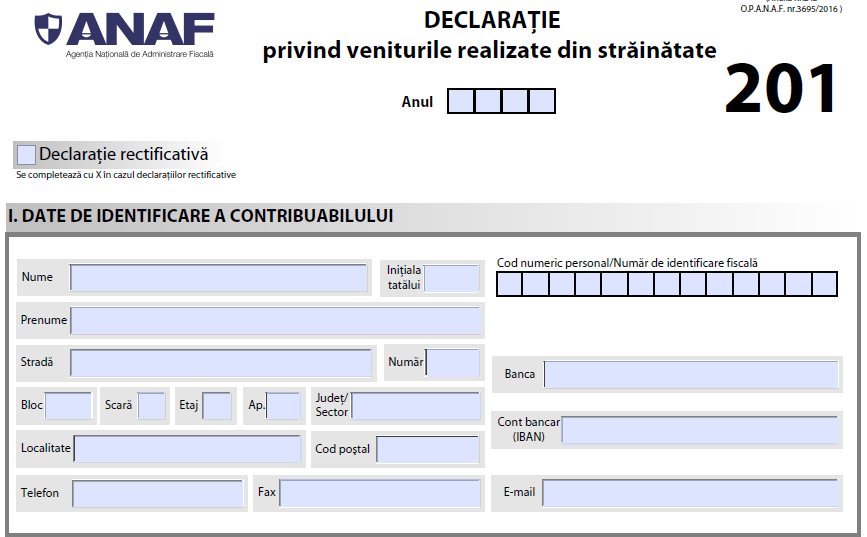 O.P.A.N.A.F. nr.3695/2016 )
ANAF
Agenția Națională de Administrare Fiscală
DECLARAȚIE
privind veniturile realizate din străinătate
201
Anul
Declarație rectificativă
Se completează cu X în cazul declarațiilor rectificative
I. DATE DE IDENTIFICARE A CONTRIBUABILULUI
Nume
Inițiala
tatălui
Cod numeric personal/Număr de identificare fiscală
Prenume
Stradă
Număr
Banca
Bloc
Scară
Etaj
Ap.
Județ/
Sector
Cont bancar
(IBAN)
Localitate
Cod poştal
Telefon
Fax
E-mail